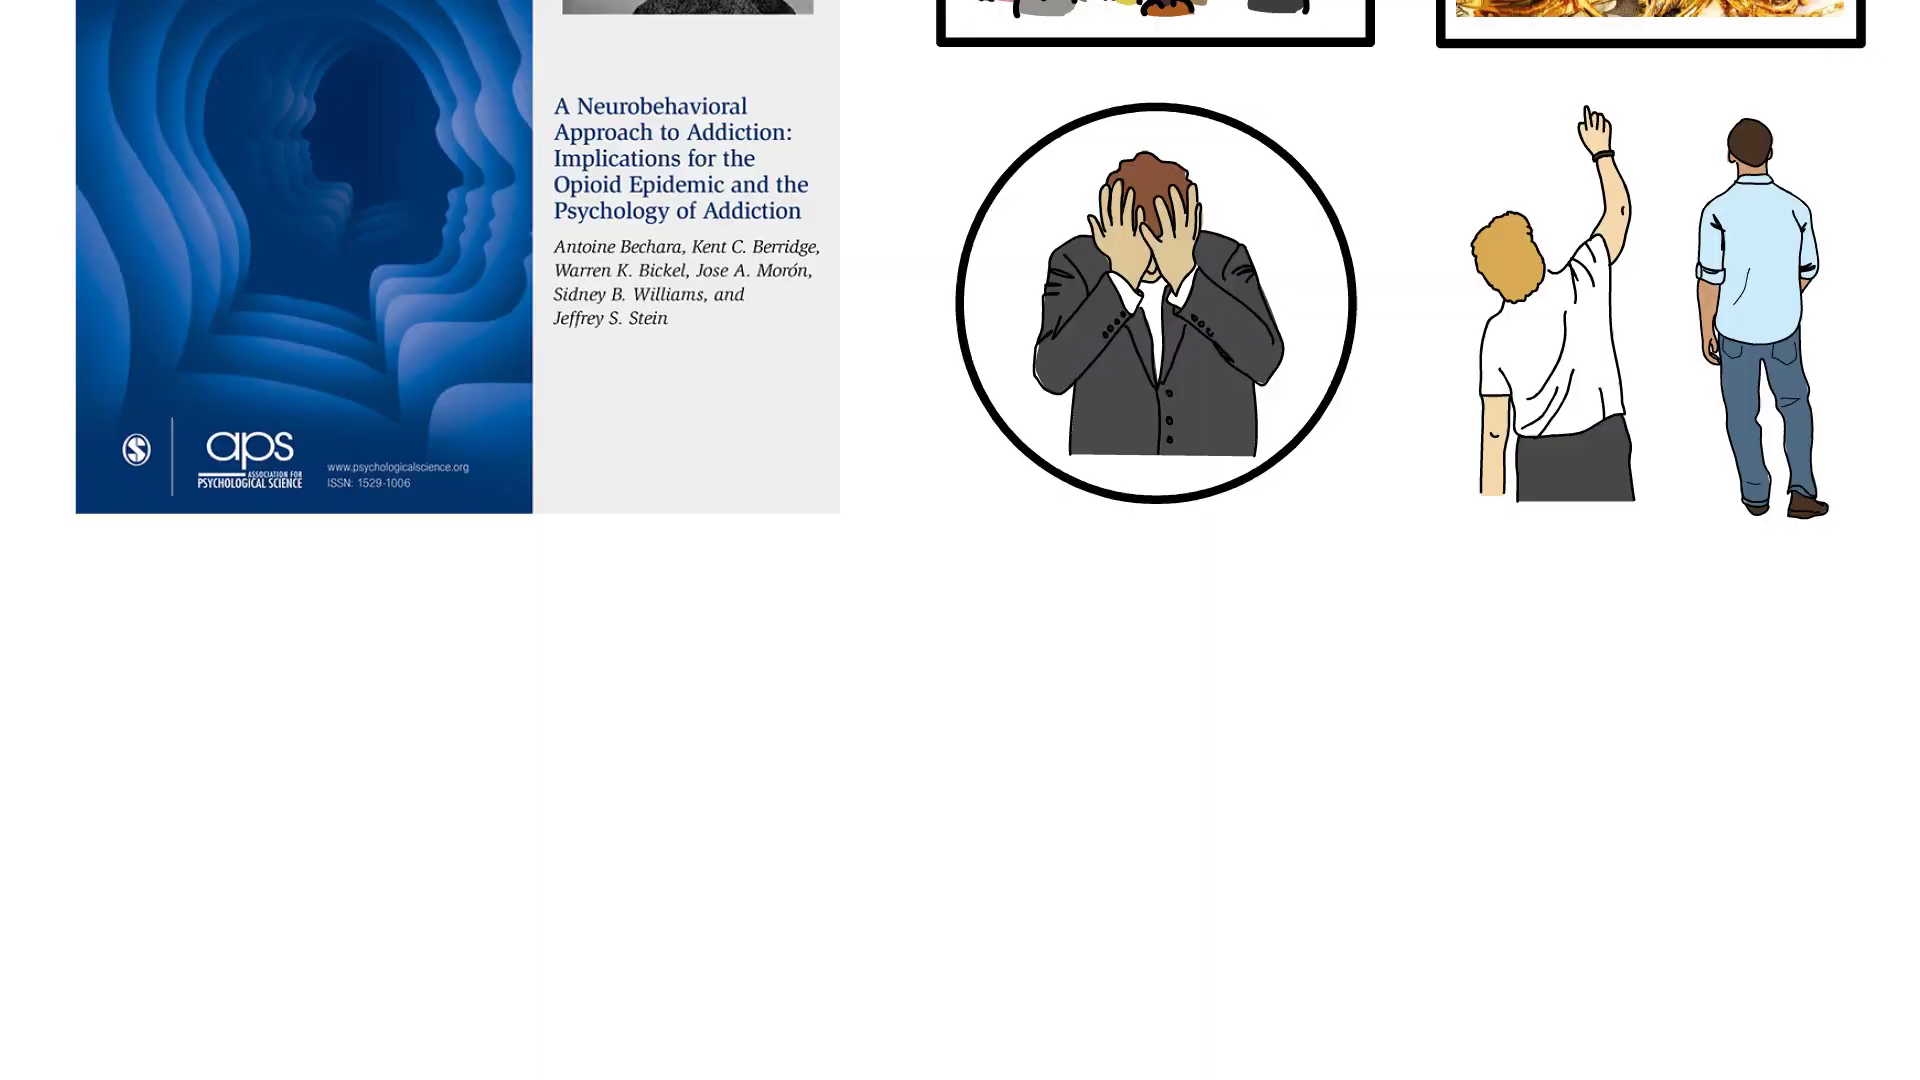 A Neurobehavioral
Approach to Addiction:
Implications for the
Opioid Epidemic and the
Psychology of Addiction
Antoine Bechara, Kent C. Berridge,
Warren K. Bickel, Jose A. Morón,
Sidney B. Williams, and
Jeffrey S. Stein
S
aps
ASSOCIATION FOR
PSYCHOLOGICAL SCIENCE
www.psychologicalscience.org
ISSN: 1529-1006